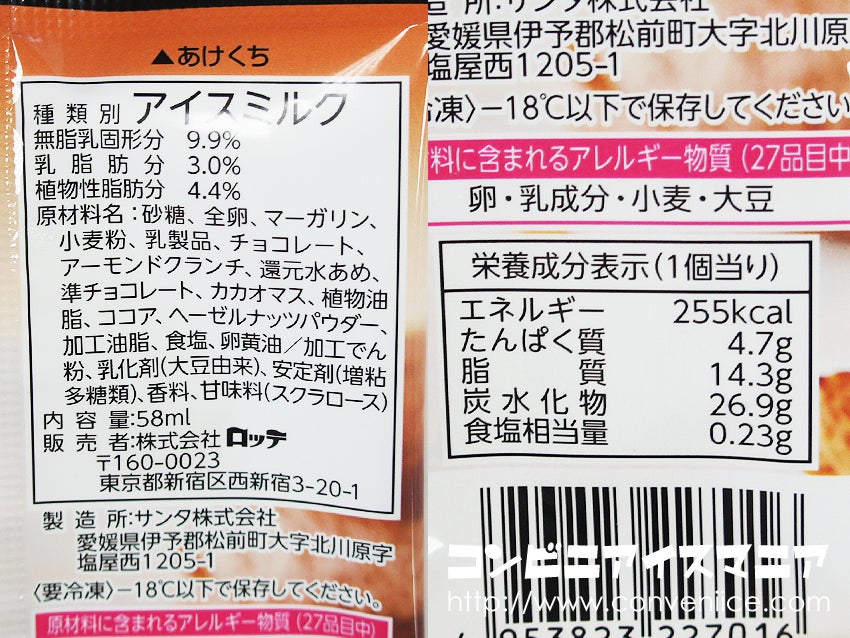 ▲あけくち
種類別 アイスミルク
無脂乳固形分 9.9%
乳脂肪分 3.0%
植物性脂肪分 4.4%
原材料名：砂糖、全卵、マーガリン、
小麦粉、乳製品、チョコレート、
アーモンドクランチ、還元水あめ、
準チョコレート、カカオマス、植物油
脂、ココア、ヘーゼルナッツパウダー、
加工油脂、食塩、卵黄油／加工でん
粉、乳化剤(大豆由来)、安定剤(増粘
多糖類)、香料、甘味料(スクラロース)
内容量:58ml
販売者:株式会社ロッテ
〒160-0023
東京都新宿区西新宿3-20-1
製造所:サンタ株式会社
愛媛県伊予郡松前町大字北川原字
塩屋西1205-1
〈要冷凍〉－18℃以下で保存してください。
原材料に含まれるアレルギー物質(27品目中)
所:サンタ株式会社
愛媛県伊予郡松前町大字北川原
塩屋西1205-1
冷凍〉－18℃以下で保存してください
料に含まれるアレルギー物質(27品目中
卵・乳成分・小麦・大豆
栄養成分表示(1個当り)
エネルギー 255kcal
たんぱく質 4.7g
脂質 14.3g
炭水化物 26.9g
食塩相当量 0.23g
コンビニアイスマニア
http://www.conveniice.com/
4 953823 227016